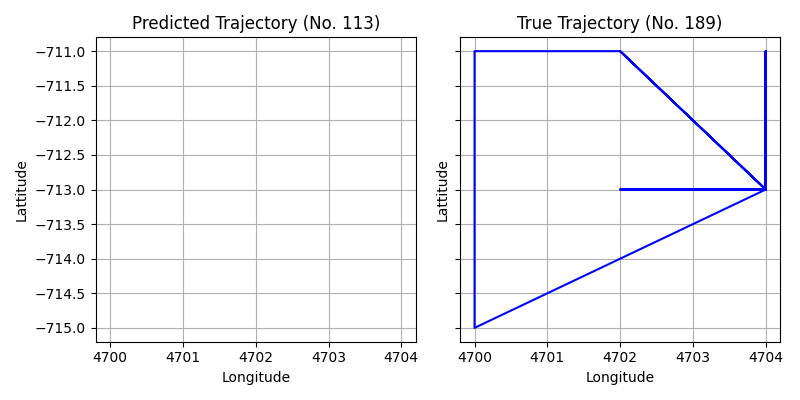 Predicted Trajectory (No. 113)
True Trajectory (No. 189)
−711.0
−711.5
−712.0
−712.5
−713.0
−713.5
−714.0
−714.5
−715.0
Lattitude
Lattitude
4700 4701 4702 4703 4704
4700 4701 4702 4703 4704
Longitude
Longitude